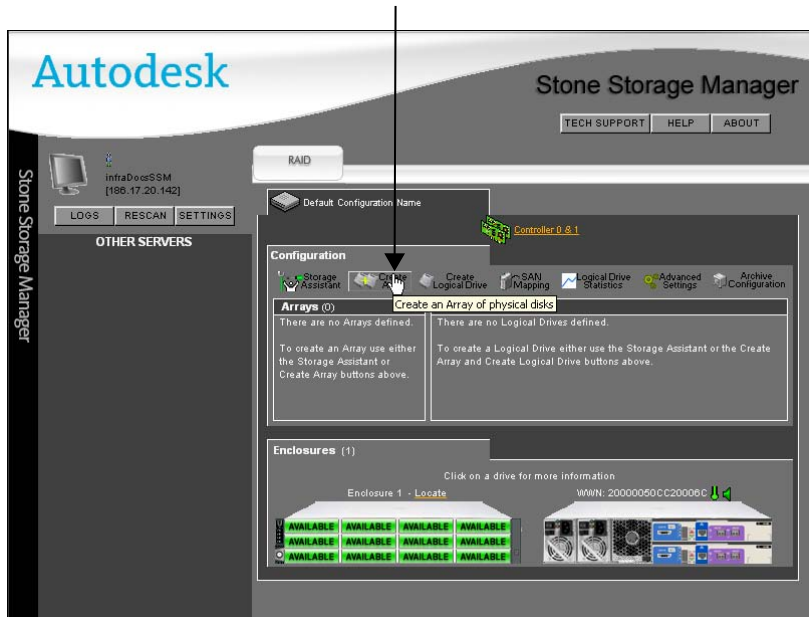 Autodesk
Stone Storage Manager
TECH SUPPORT HELP ABOUT
Stone Storage Manager
infraDocsSSM
[186.17.20.142]
LOGS RESCAN SETTINGS
OTHER SERVERS
RAID
Default Configuration Name
Controller 0 & 1
Configuration
Storage Assistant
Create
Create Logical Drive
SAN Mapping
Logical Drive Statistics
Advanced Settings
Archive Configuration
Create an Array of physical disks
Arrays (0)
There are no Arrays defined.
To create an Array use either
the Storage Assistant or
Create Array buttons above.
There are no Logical Drives defined.
To create a Logical Drive either use the Storage Assistant or the Create
Array and Create Logical Drive buttons above.
Enclosures (1)
Click on a drive for more information
Enclosure 1 - Locate
WWN: 20000050CC20006C
AVAILABLE AVAILABLE AVAILABLE AVAILABLE
AVAILABLE AVAILABLE AVAILABLE AVAILABLE
AVAILABLE AVAILABLE AVAILABLE AVAILABLE